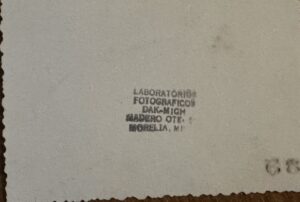 LABORATORIOS
FOTOGRAFICOS
DAK-MICH
MADERO OTE.
MORELIA,